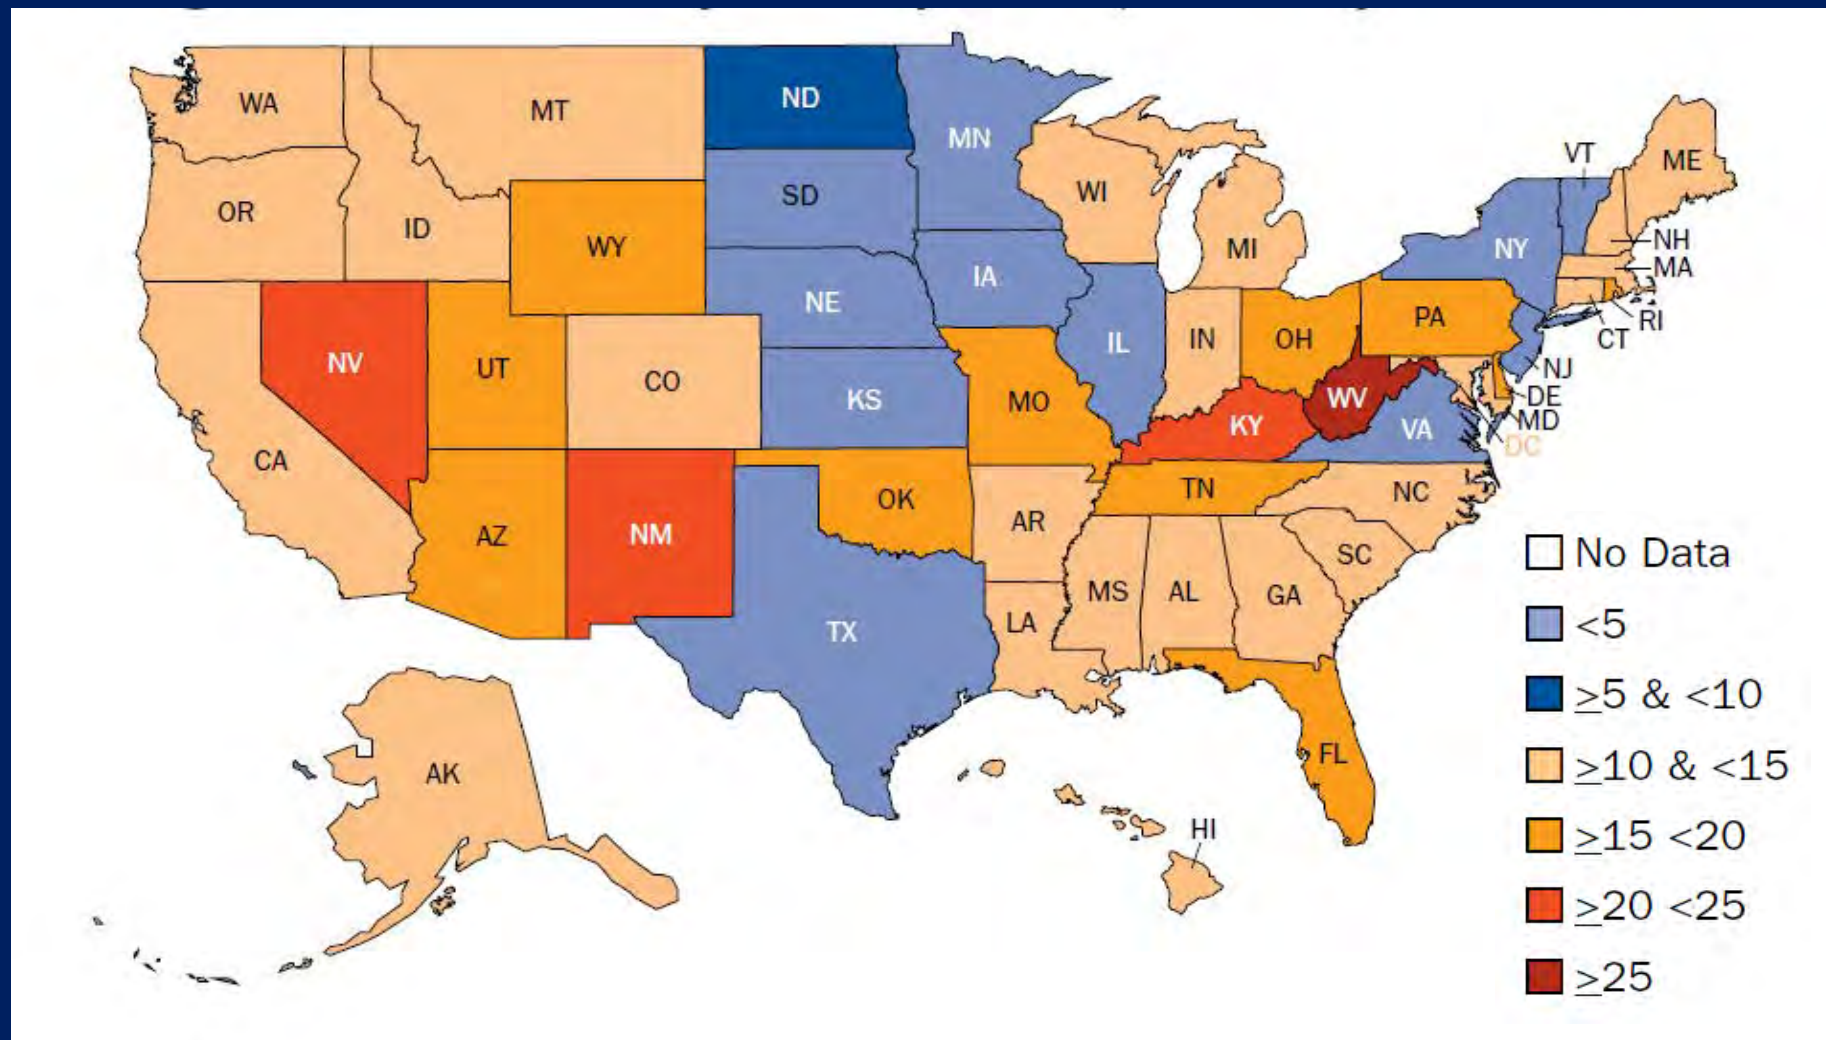 WA
MT
ND
MN
VT
ME
OR
ID
SD
WI
WY
MI
NY
NH
MA
NE
IA
RI
CT
NV
UT
CO
KS
MO
IL
IN
OH
PA
NJ
DE
MD
DC
WV
KY
VA
CA
AZ
NM
OK
AR
TN
NC
SC
TX
LA
MS
AL
GA
FL
AK
HI
No Data
<5
≥5 & <10
≥10 & <15
≥15 <20
≥20 <25
≥25